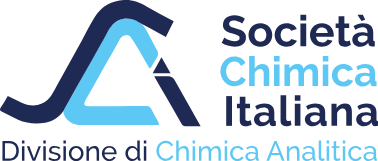 Società
Chimica
Italiana
Divisione di Chimica Analitica